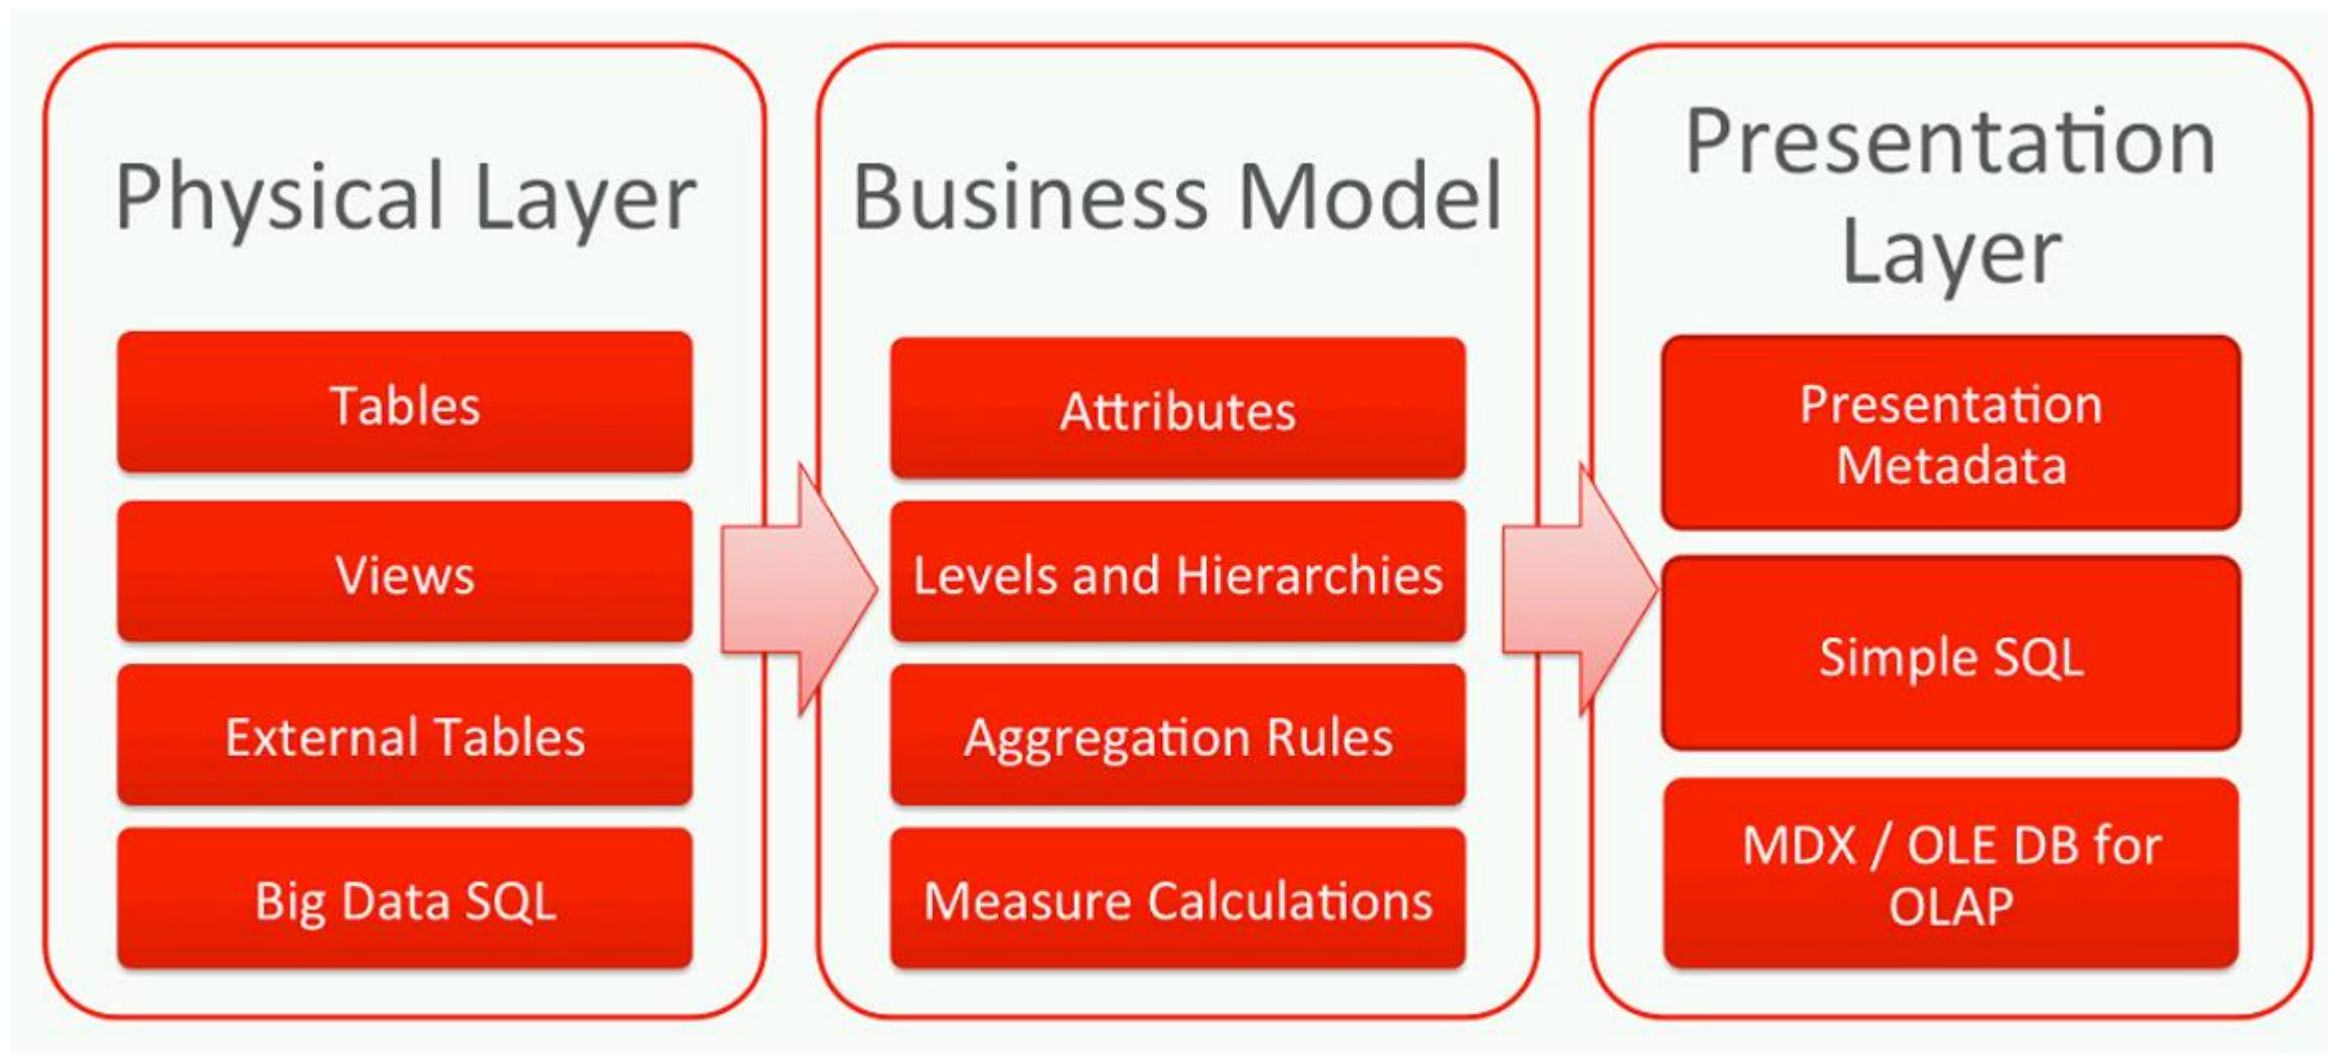 Physical Layer
Tables
Views
External Tables
Big Data SQL
Business Model
Attributes
Levels and Hierarchies
Aggregation Rules
Measure Calculations
Presentation
Layer
Presentation
Metadata
Simple SQL
MDX / OLE DB for
OLAP